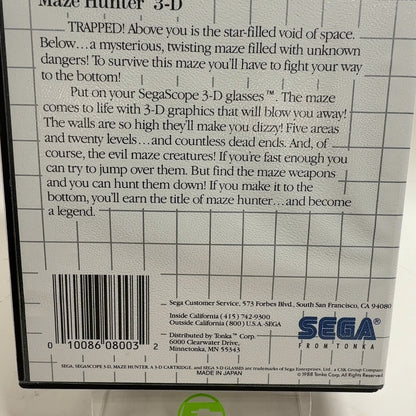 Maze Hunter 3-D
TRAPPED! Above you is the star-filled void of space.
Below...a mysterious, twisting maze filled with unknown
dangers! To survive this maze you'll have to fight your way
to the bottom!
Put on your SegaScope 3-D glasses™. The maze
comes to life with 3-D graphics that will blow you away!
The walls are so high they'll make you dizzy! Five areas
and twenty levels...and countless dead ends. And, of
course, the evil maze creatures! If you're fast enough you
can try to jump over them. But find the maze weapons
and you can hunt them down! If you make it to the
bottom, you'll earn the title of maze hunter...and become
a legend.
Sega Customer Service, 573 Forbes Blvd., South San Francisco, CA 94080
Inside California (415) 742-9300
Outside California (800) U.S.A.-SEGA
Distributed by Tonka™ Corp.
6000 Clearwater Drive,
Minnetonka, MN 55343
SEGA®
FROM TONKA
0 10086 08003 2
SEGA, SEGASCOPE 3-D, MAZE HUNTER, A 3-D CARTRIDGE, and SEGA 3-D GLASSES are trademarks of Sega Enterprises, Ltd. a CSK Group Company
MADE IN JAPAN
© 1988 Tonka Corp. All Rights Reserved.